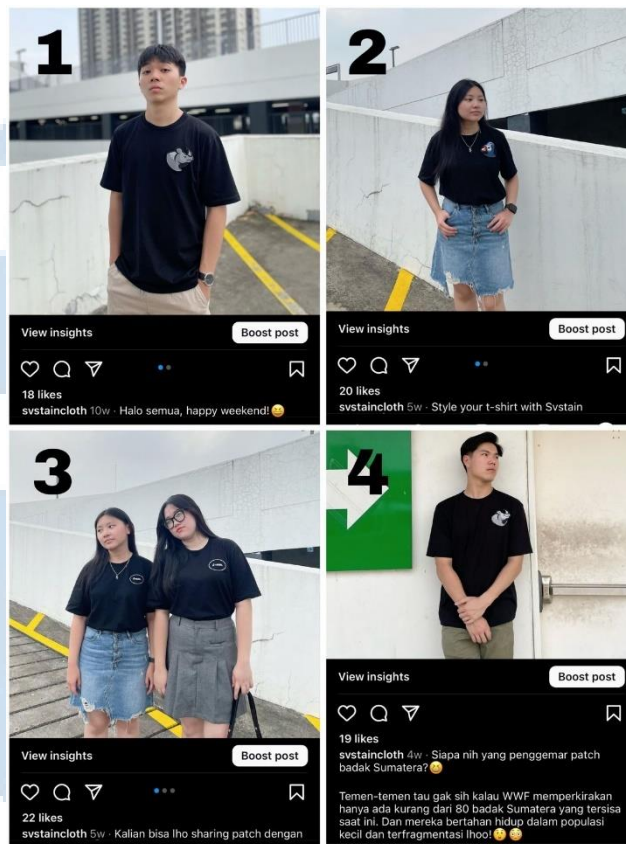 1
View insights
Boost post
18 likes
svstaincloth 10w · Halo semua, happy weekend!😄
2
View insights
Boost post
20 likes
svstaincloth 5w · Style your t-shirt with Svstain
3
View insights
Boost post
22 likes
svstaincloth 5w · Kalian bisa lho sharing patch dengan
4
View insights
Boost post
19 likes
svstaincloth 4w · Siapa nih yang penggemar patch
badak Sumatera?😄
Temen-temen tau gak sih kalau WWF memperkirakan
hanya ada kurang dari 80 badak Sumatera yang tersisa
saat ini. Dan mereka bertahan hidup dalam populasi
kecil dan terfragmentasi lhoo!😲😳